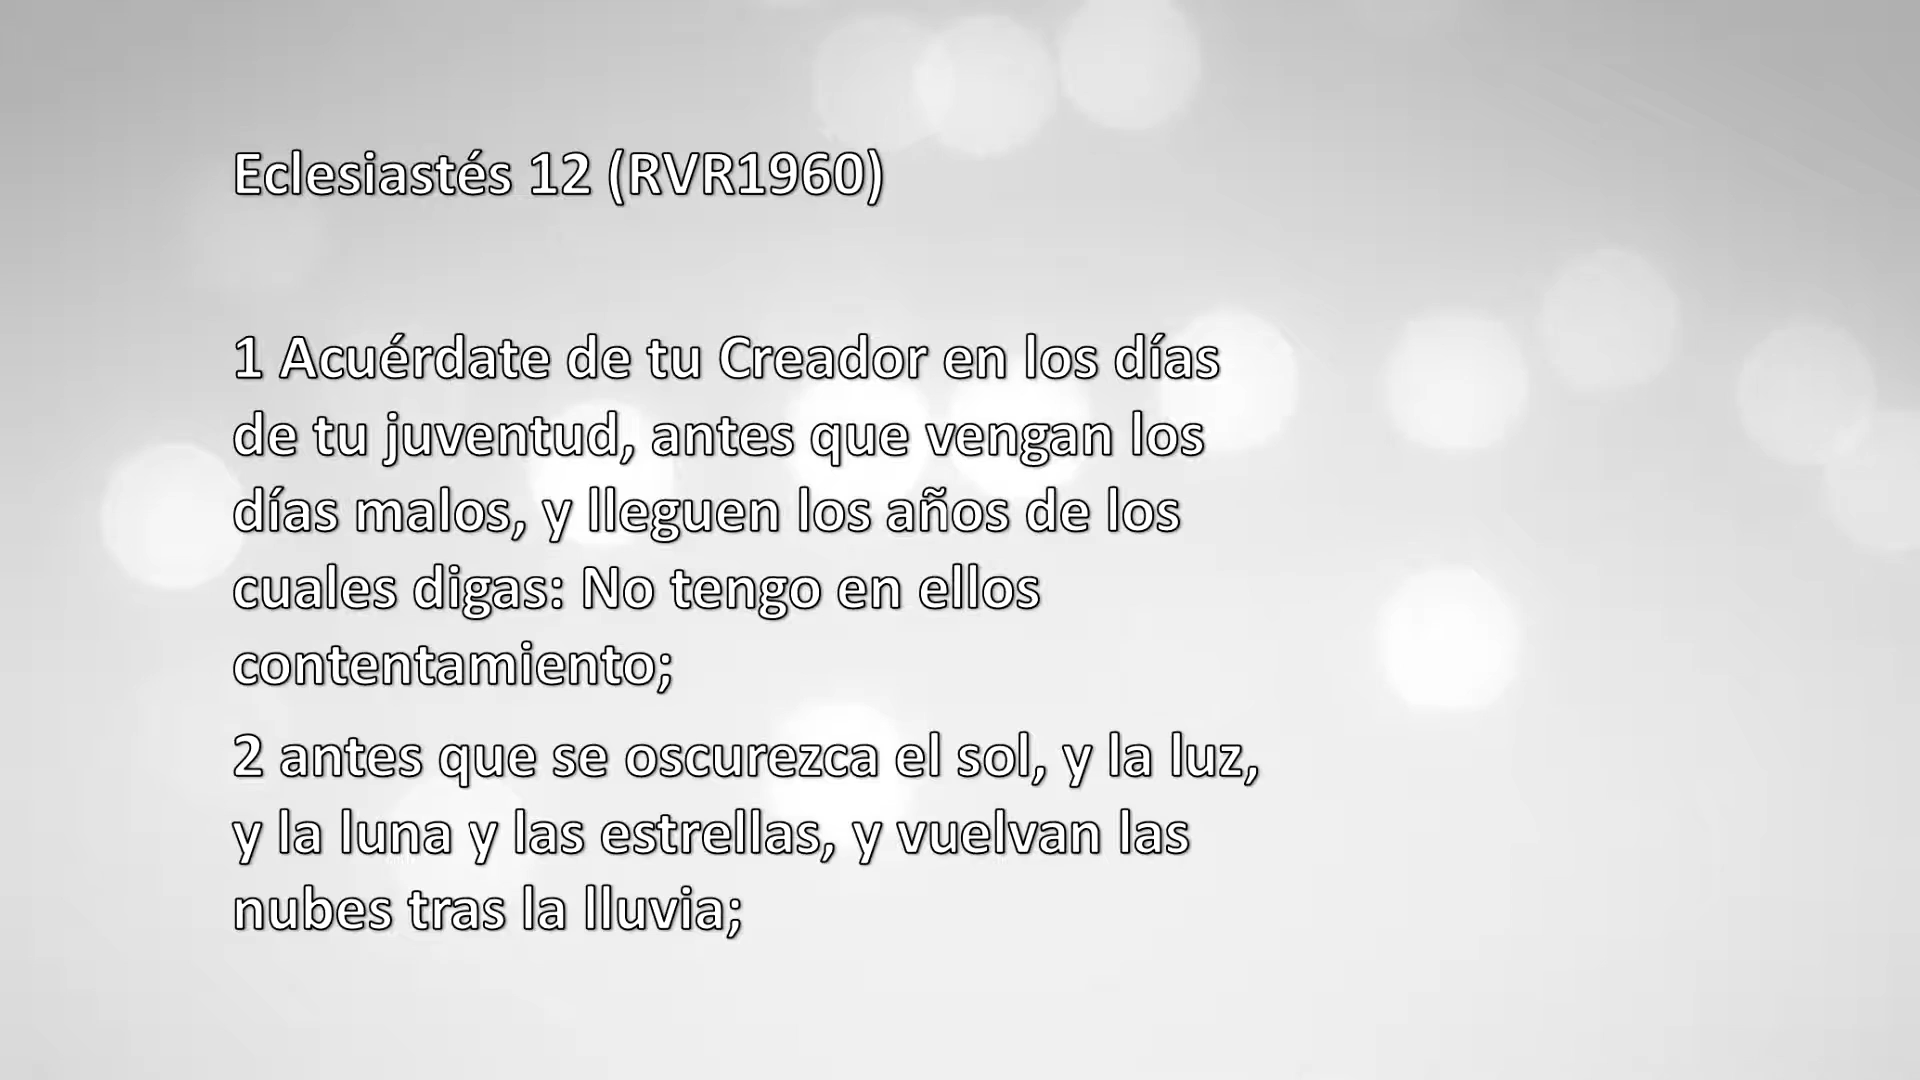 Eclesiastés 12 (RVR1960)
1 Acuérdate de tu Creador en los días
de tu juventud, antes que vengan los
días malos, y lleguen los años de los
cuales digas: No tengo en ellos
contentamiento;
2 antes que se oscurezca el sol, y la luz,
y la luna y las estrellas, y vuelvan las
nubes tras la lluvia;